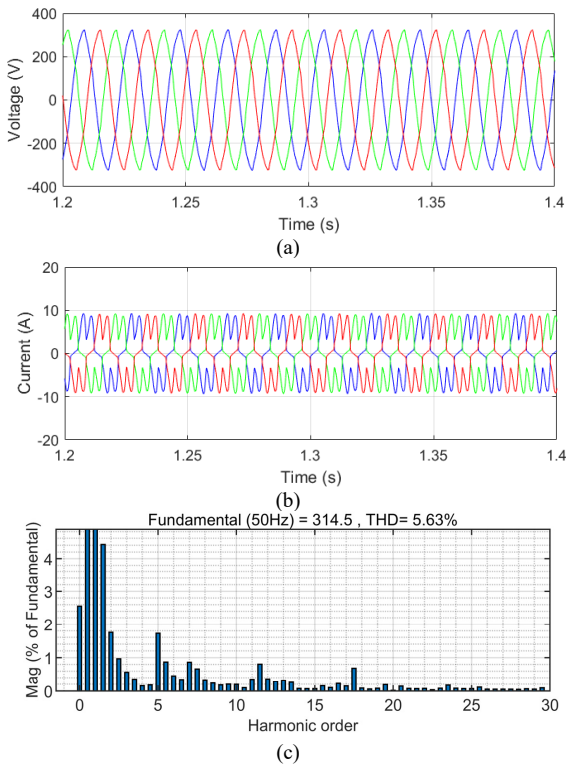 400
200
0
-200
-400
Voltage (V)
1.2 1.25 1.3 1.35 1.4
Time (s)
(a)
20
10
0
-10
-20
Current (A)
1.2 1.25 1.3 1.35 1.4
Time (s)
(b)
Fundamental (50Hz) = 314.5 , THD= 5.63%
4
3
2
1
0
Mag (% of Fundamental)
0 5 10 15 20 25 30
Harmonic order
(c)